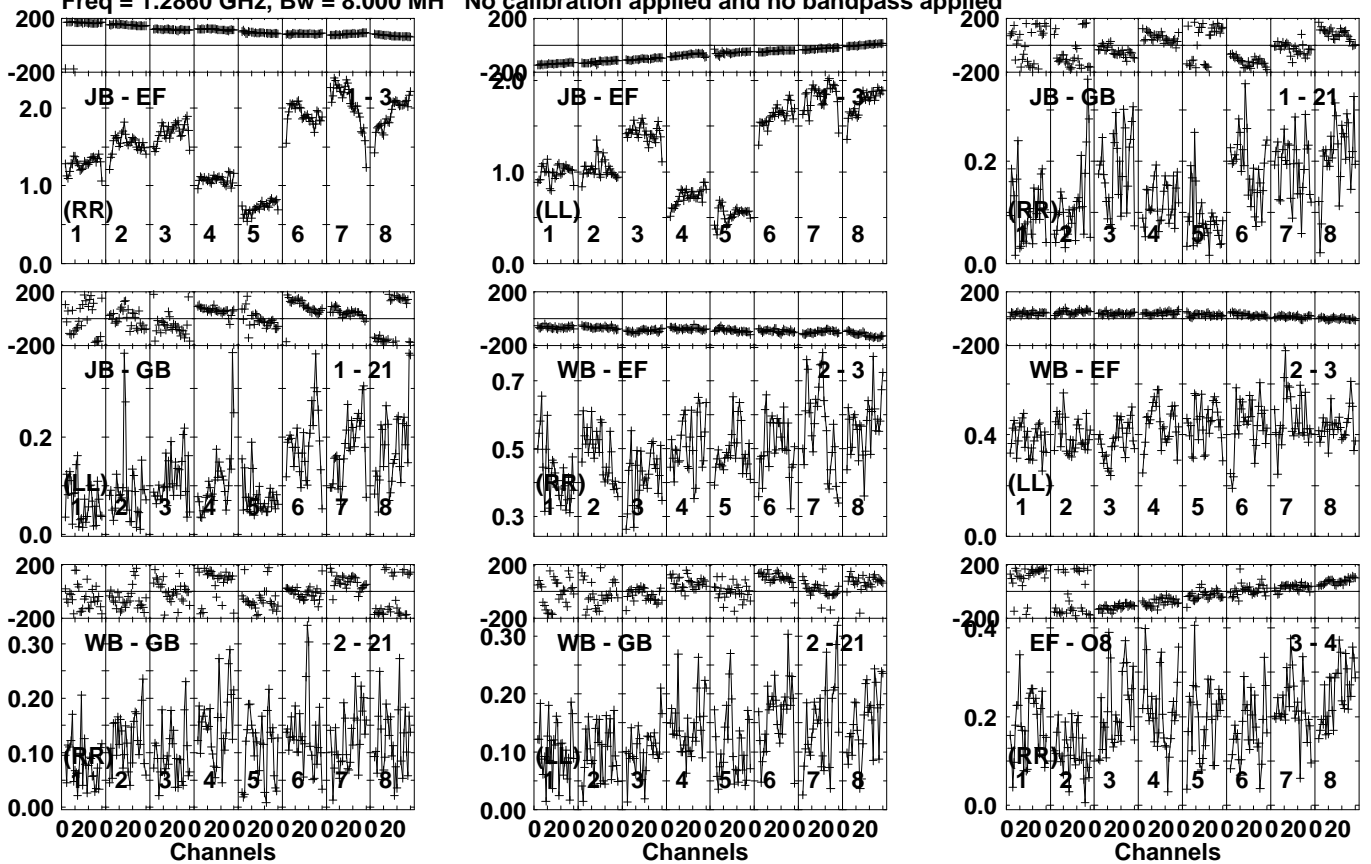 Freq = 1.2860 GHz, Bw = 8.000 MH No calibration applied and no bandpass applied
200
-200
JB - EF
1 - 3
2.0
1.0
0.0
(RR)
1 2 3 4 5 6 7 8
200
-200
2.0
JB - EF
1 - 3
1.0
0.0
(LL)
1 2 3 4 5 6 7 8
200
-200
JB - GB
1 - 21
0.2
0.0
(RR)
1 2 3 4 5 6 7 8
200
-200
JB - GB
1 - 21
0.2
0.0
(LL)
1 2 3 4 5 6 7 8
200
-200
WB - EF
2 - 3
0.7
0.5
0.3
(RR)
1 2 3 4 5 6 7 8
200
-200
WB - EF
2 - 3
0.4
0.0
(LL)
1 2 3 4 5 6 7 8
200
-200
0.30
WB - GB
2 - 21
0.20
0.10
0.00
(RR)
1 2 3 4 5 6 7 8
0 20 0 20 0 20 0 20 0 20 0 20 0 20 0 20
Channels
200
-200
0.30
WB - GB
2 - 21
0.20
0.10
0.00
(LL)
1 2 3 4 5 6 7 8
0 20 0 20 0 20 0 20 0 20 0 20 0 20 0 20
Channels
200
-200
0.4
EF - O8
3 - 4
0.2
0.0
(RR)
1 2 3 4 5 6 7 8
0 20 0 20 0 20 0 20 0 20 0 20 0 20 0 20
Channels